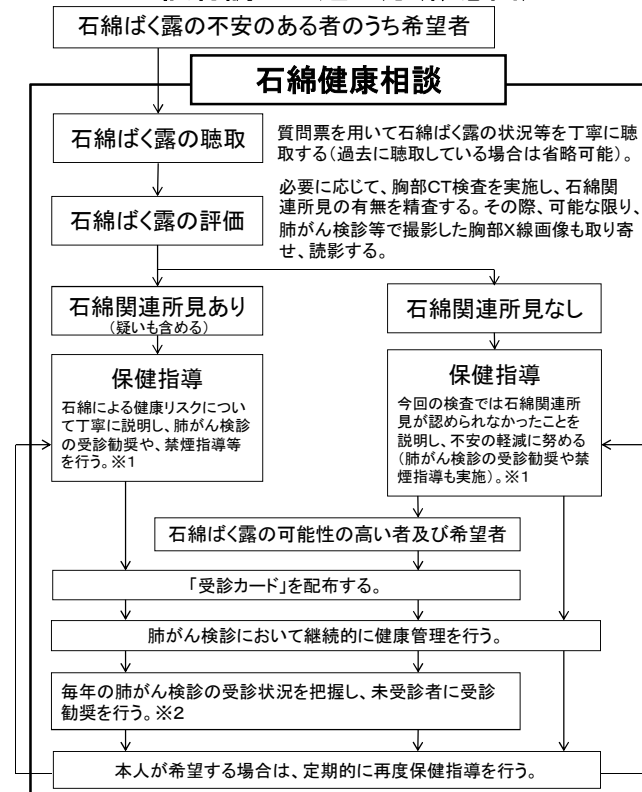 石綿ばく露の不安のある者のうち希望者
石綿健康相談
石綿ばく露の聴取
質問票を用いて石綿ばく露の状況等を丁寧に聴
取する(過去に聴取している場合は省略可能)。
石綿ばく露の評価
必要に応じて、胸部CT検査を実施し、石綿関
連所見の有無を精査する。その際、可能な限り、
肺がん検診等で撮影した胸部X線画像も取り寄
せ、読影する。
石綿関連所見あり
(疑いも含める)
石綿関連所見なし
保健指導
石綿による健康リスクについ
て丁寧に説明し、肺がん検診
の受診勧奨や、禁煙指導等
を行う。※1
保健指導
今回の検査では石綿関連所
見が認められなかったことを
説明し、不安の軽減に努める
(肺がん検診の受診勧奨や禁
煙指導も実施)。※1
石綿ばく露の可能性の高い者及び希望者
「受診カード」を配布する。
肺がん検診において継続的に健康管理を行う。
毎年の肺がん検診の受診状況を把握し、未受診者に受診
勧奨を行う。※2
本人が希望する場合は、定期的に再度保健指導を行う。